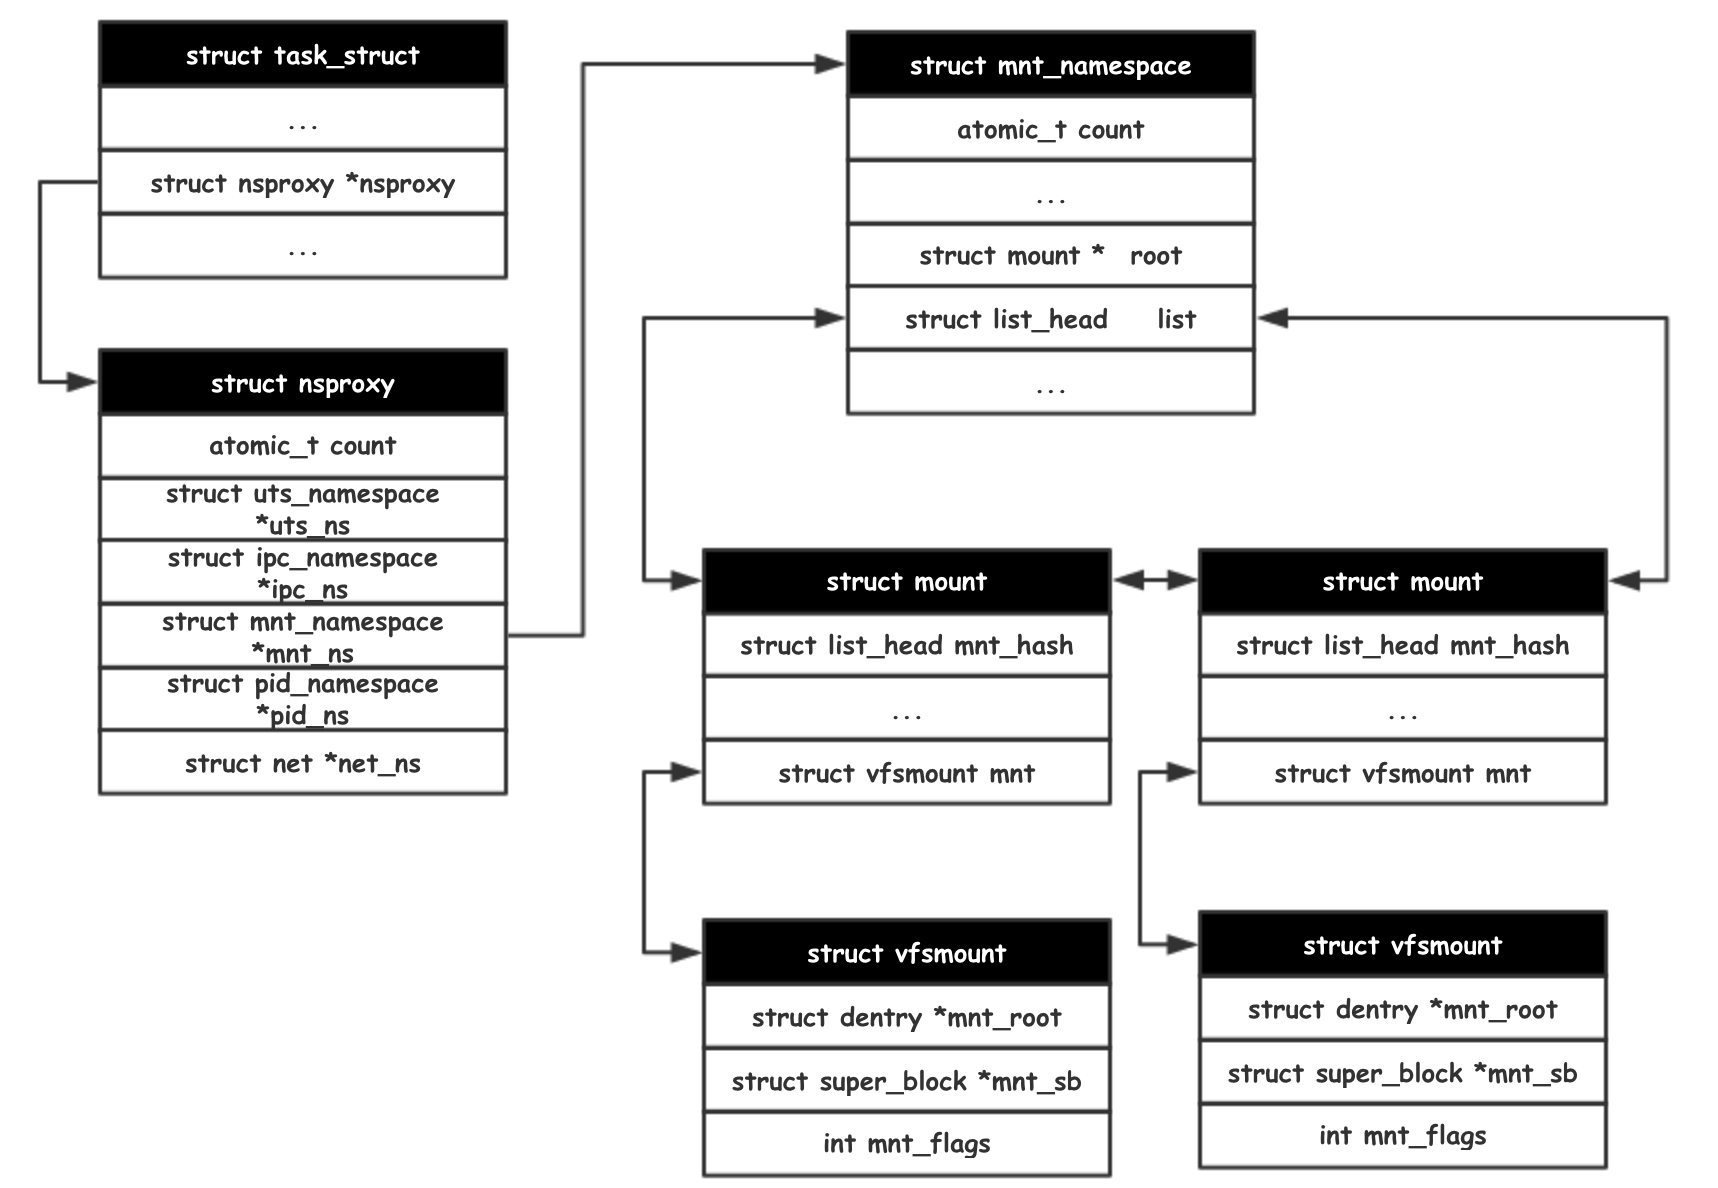 struct task_struct
...
struct nsproxy *nsproxy
...
struct nsproxy
atomic_t count
struct uts_namespace
*uts_ns
struct ipc_namespace
*ipc_ns
struct mnt_namespace
*mnt_ns
struct pid_namespace
*pid_ns
struct net *net_ns
struct mnt_namespace
atomic_t count
...
struct mount * root
struct list_head list
...
struct mount
struct list_head mnt_hash
...
struct vfsmount mnt
struct mount
struct list_head mnt_hash
...
struct vfsmount mnt
struct vfsmount
struct dentry *mnt_root
struct super_block *mnt_sb
int mnt_flags
struct vfsmount
struct dentry *mnt_root
struct super_block *mnt_sb
int mnt_flags